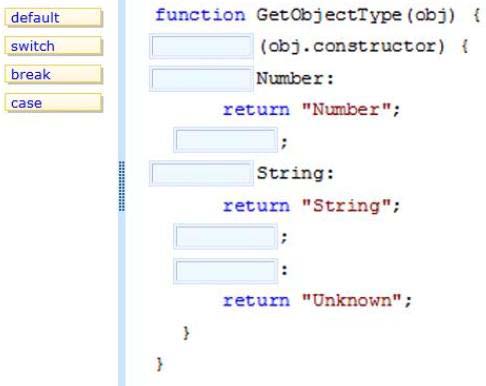 default
switch
break
case
function GetObjectType(obj) {
(obj.constructor) {
Number:
return "Number";
;
String:
return "String";
;
:
return "Unknown";
}
}